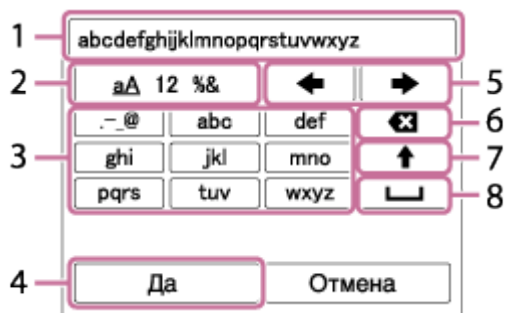 1 abcdefghijklmnopqrstuvwxyz
2 aA 12 %& 5
.-_@ abc def 6
3 ghi jkl mno 7
pqrs tuv wxyz 8
4 Да Отмена